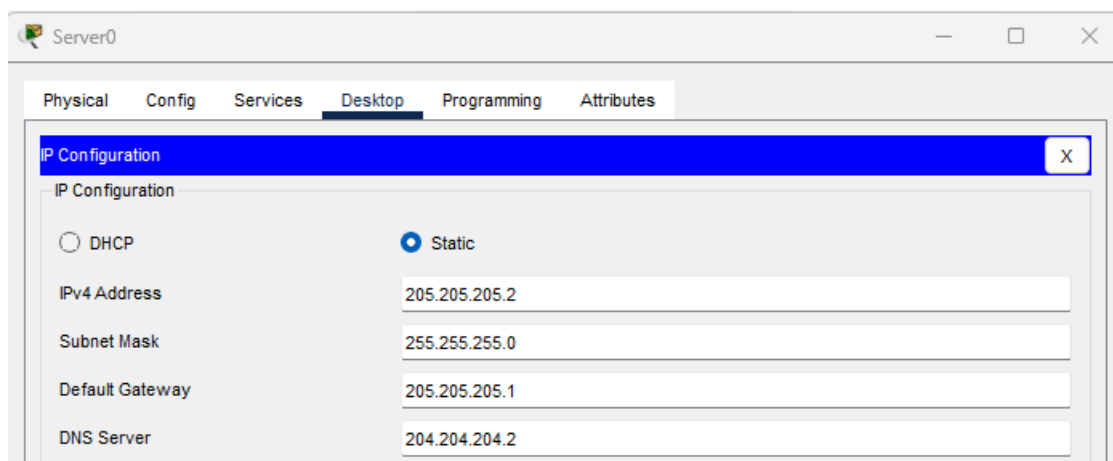 Server0
Physical Config Services Desktop Programming Attributes
IP Configuration X
IP Configuration
DHCP Static
IPv4 Address 205.205.205.2
Subnet Mask 255.255.255.0
Default Gateway 205.205.205.1
DNS Server 204.204.204.2